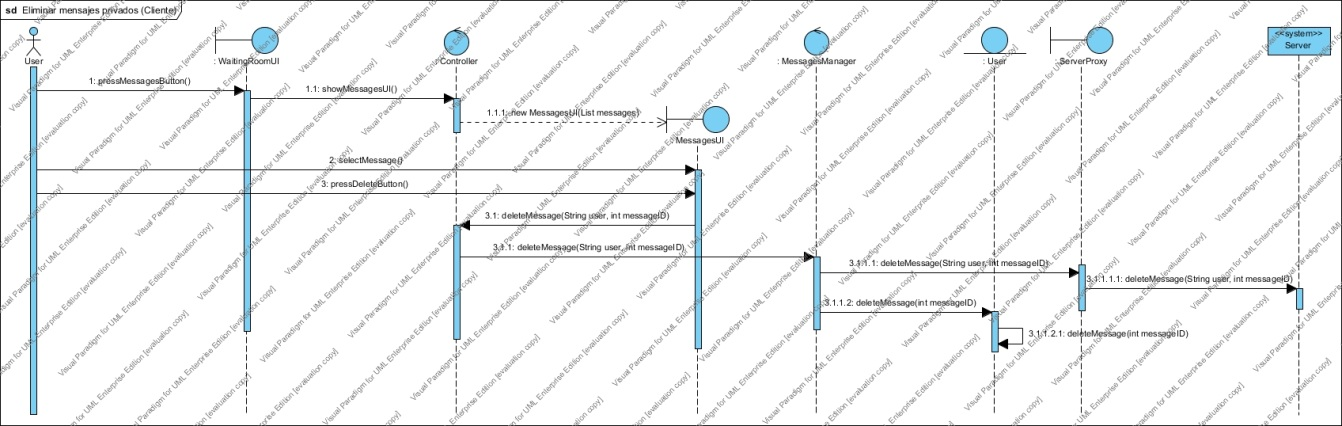 sd Eliminar mensajes privados (Cliente)
User
: WaitingRoomUI
: Controller
: MessagesManager
: User
: ServerProxy
<<system>>
Server
1: pressMessagesButton()
1.1: showMessagesUI()
1.1.1: new MessagesUI(List messages)
: MessagesUI
2: selectMessage()
3: pressDeleteButton()
3.1: deleteMessage(String user, int messageID)
3.1.1: deleteMessage(String user, int messageID)
3.1.1.1: deleteMessage(String user, int messageID)
3.1.1.1.1: deleteMessage(String user, int messageID)
3.1.1.2: deleteMessage(int messageID)
3.1.1.2.1: deleteMessage(int messageID)
Visual Paradigm for UML Enterprise Edition [evaluation copy]